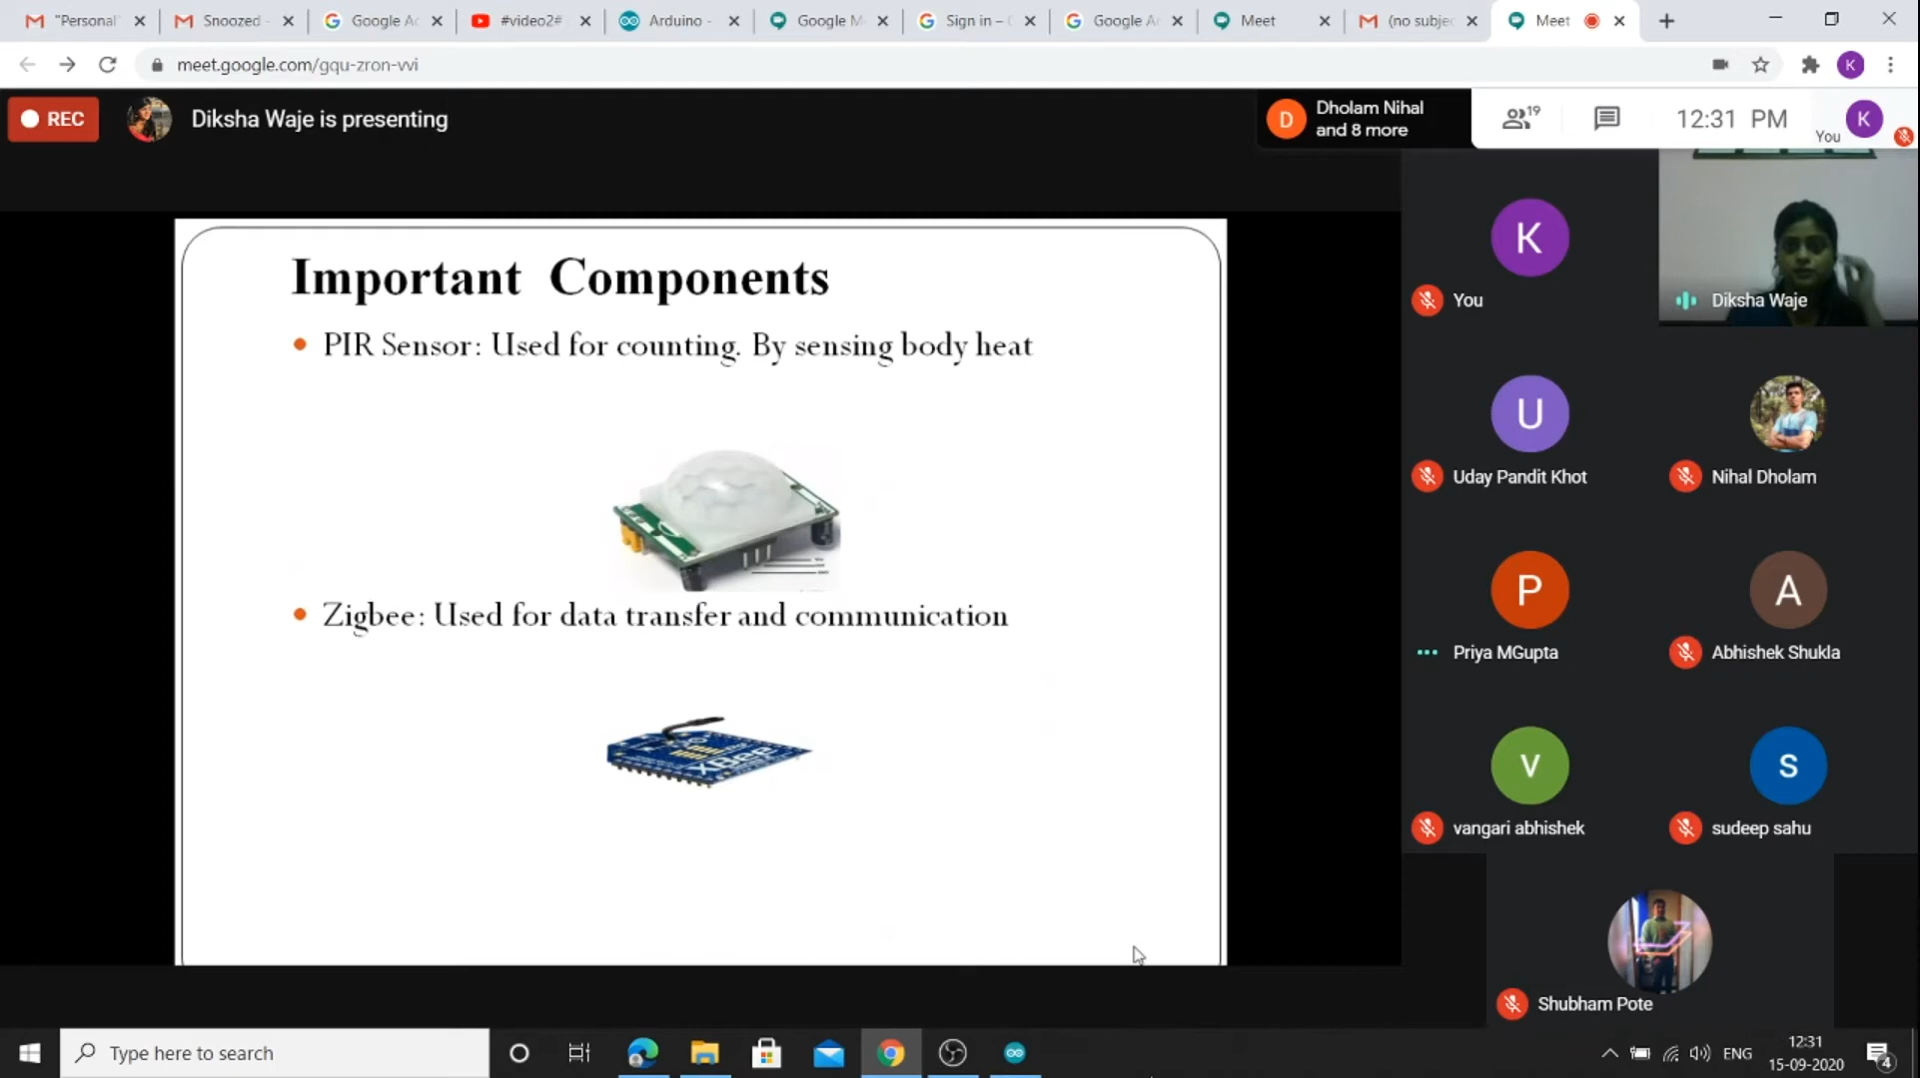 "Personal"
Snoozed -
Google Ac
#video2#
Arduino -
Google M
Sign in –
Google A
Meet
(no subje
Meet
meet.google.com/gqu-zron-vvi
K
REC
Diksha Waje is presenting
D
Dholam Nihal
and 8 more
19
12:31 PM
You
K
Important Components
PIR Sensor: Used for counting. By sensing body heat
Zigbee: Used for data transfer and communication
XBee
K
You
Diksha Waje
U
Uday Pandit Khot
Nihal Dholam
P
Priya MGupta
A
Abhishek Shukla
V
vangari abhishek
S
sudeep sahu
Shubham Pote
Type here to search
ENG
12:31
15-09-2020
4